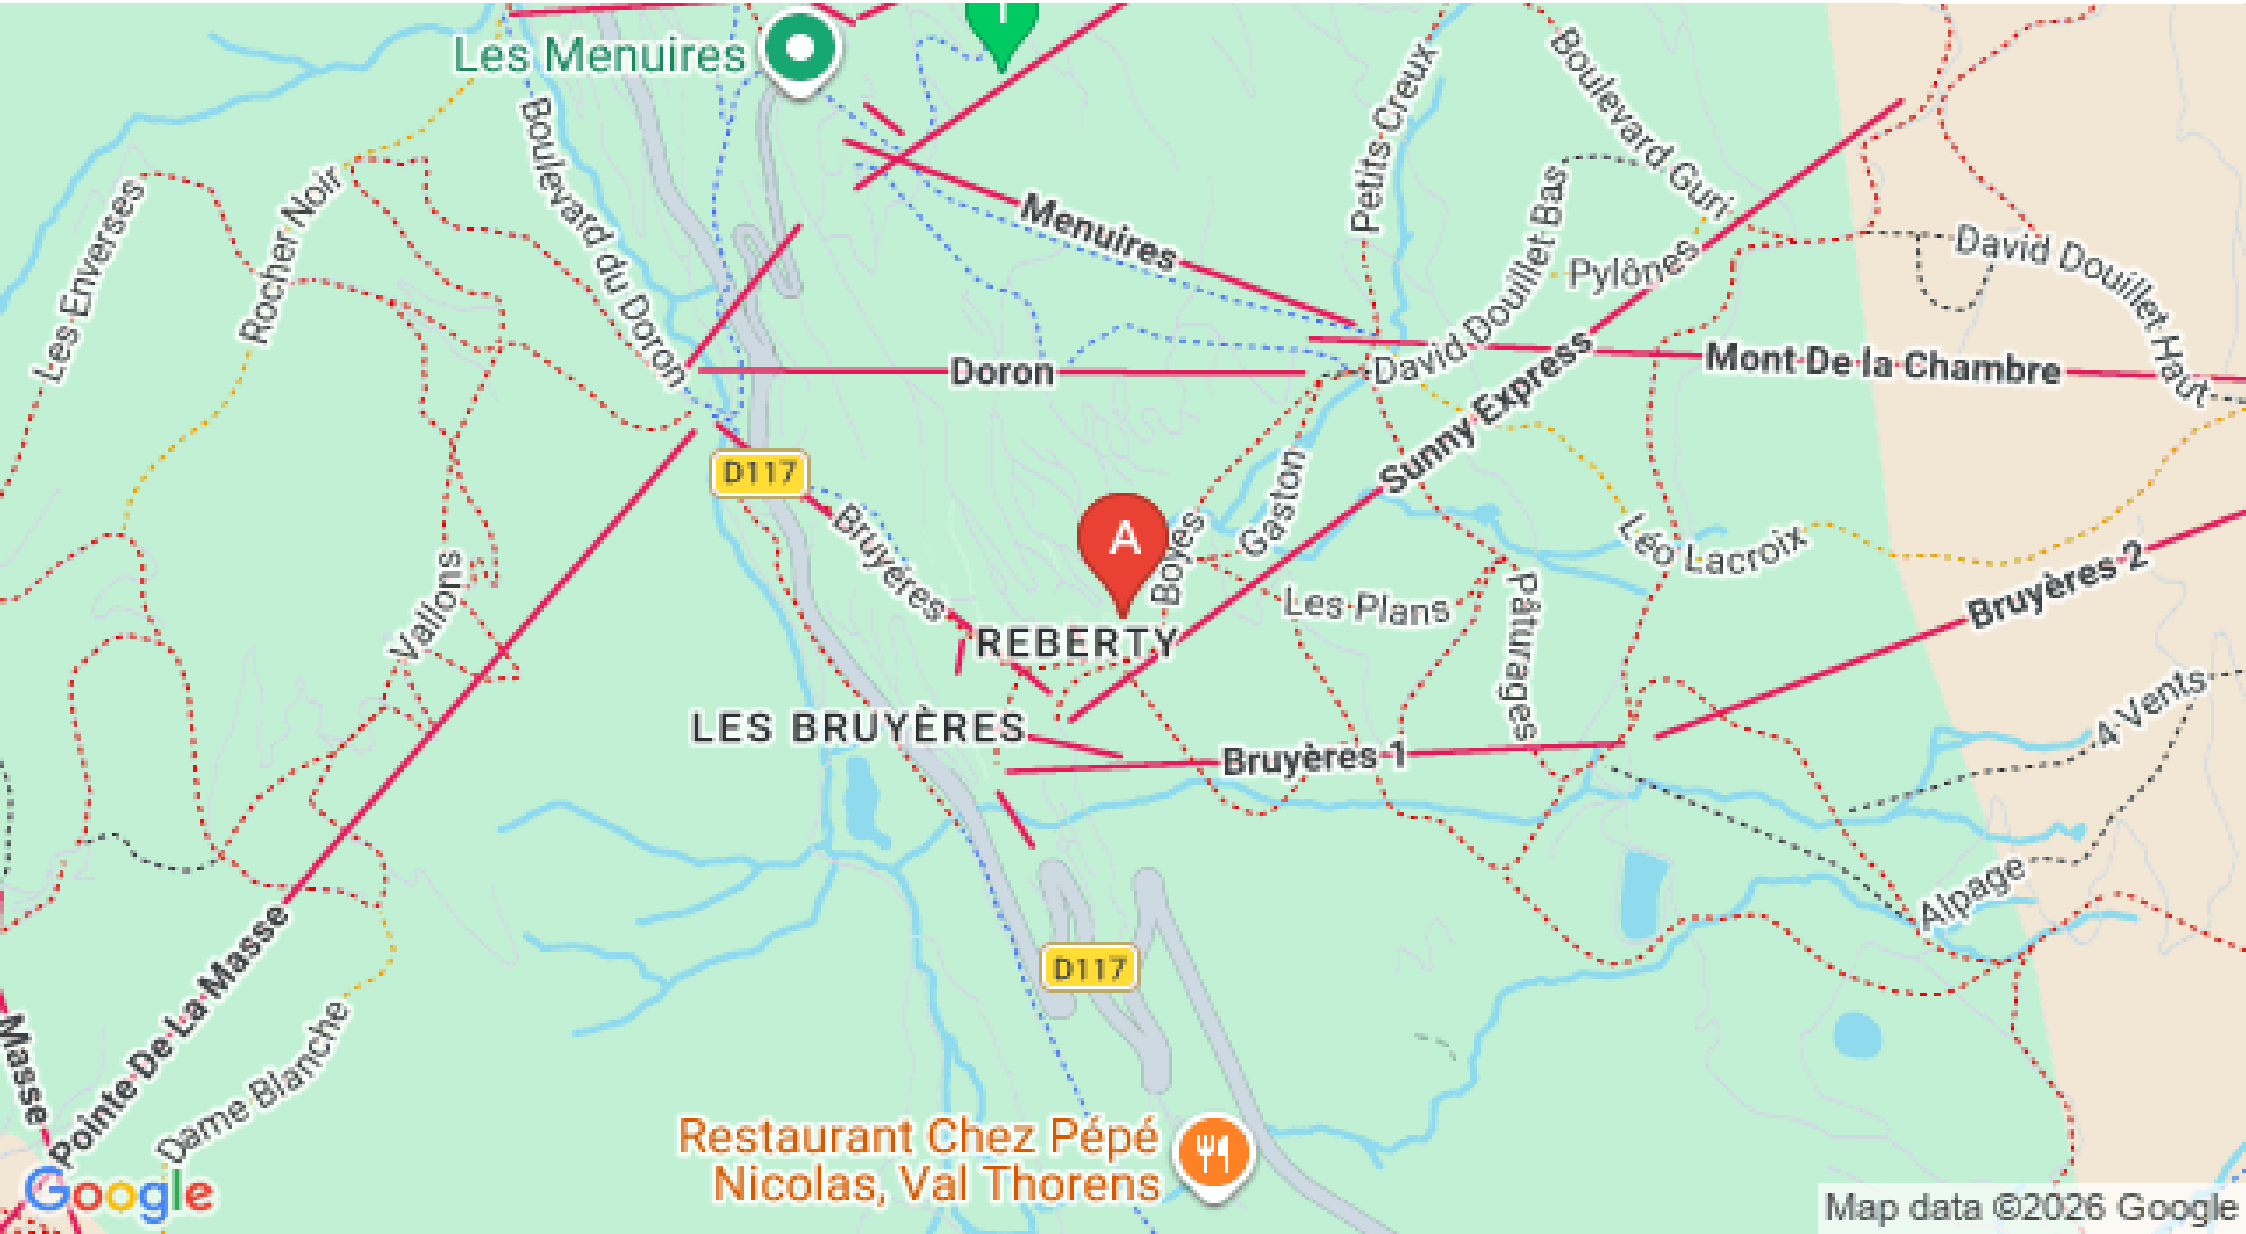 Les Menuires
Boulevard du Doron
Petits Creux
Boulevard Guri
Les Enverses
Rocher Noir
Menuires
David Douillet Bas
Pylônes
David Douillet Haut
Doron
Mont De la Chambre
Sunny Express
D117
Gaston
Bruyères
A
Boyes
Léo Lacroix
Les Plans
Bruyères 2
Vallons
REBERTY
Pâturages
LES BRUYÈRES
Bruyères 1
4 Vents
Alpage
Pointe De La Masse
D117
Masse
Dame Blanche
Restaurant Chez Pépé
Nicolas, Val Thorens
Google
Map data ©2026 Google